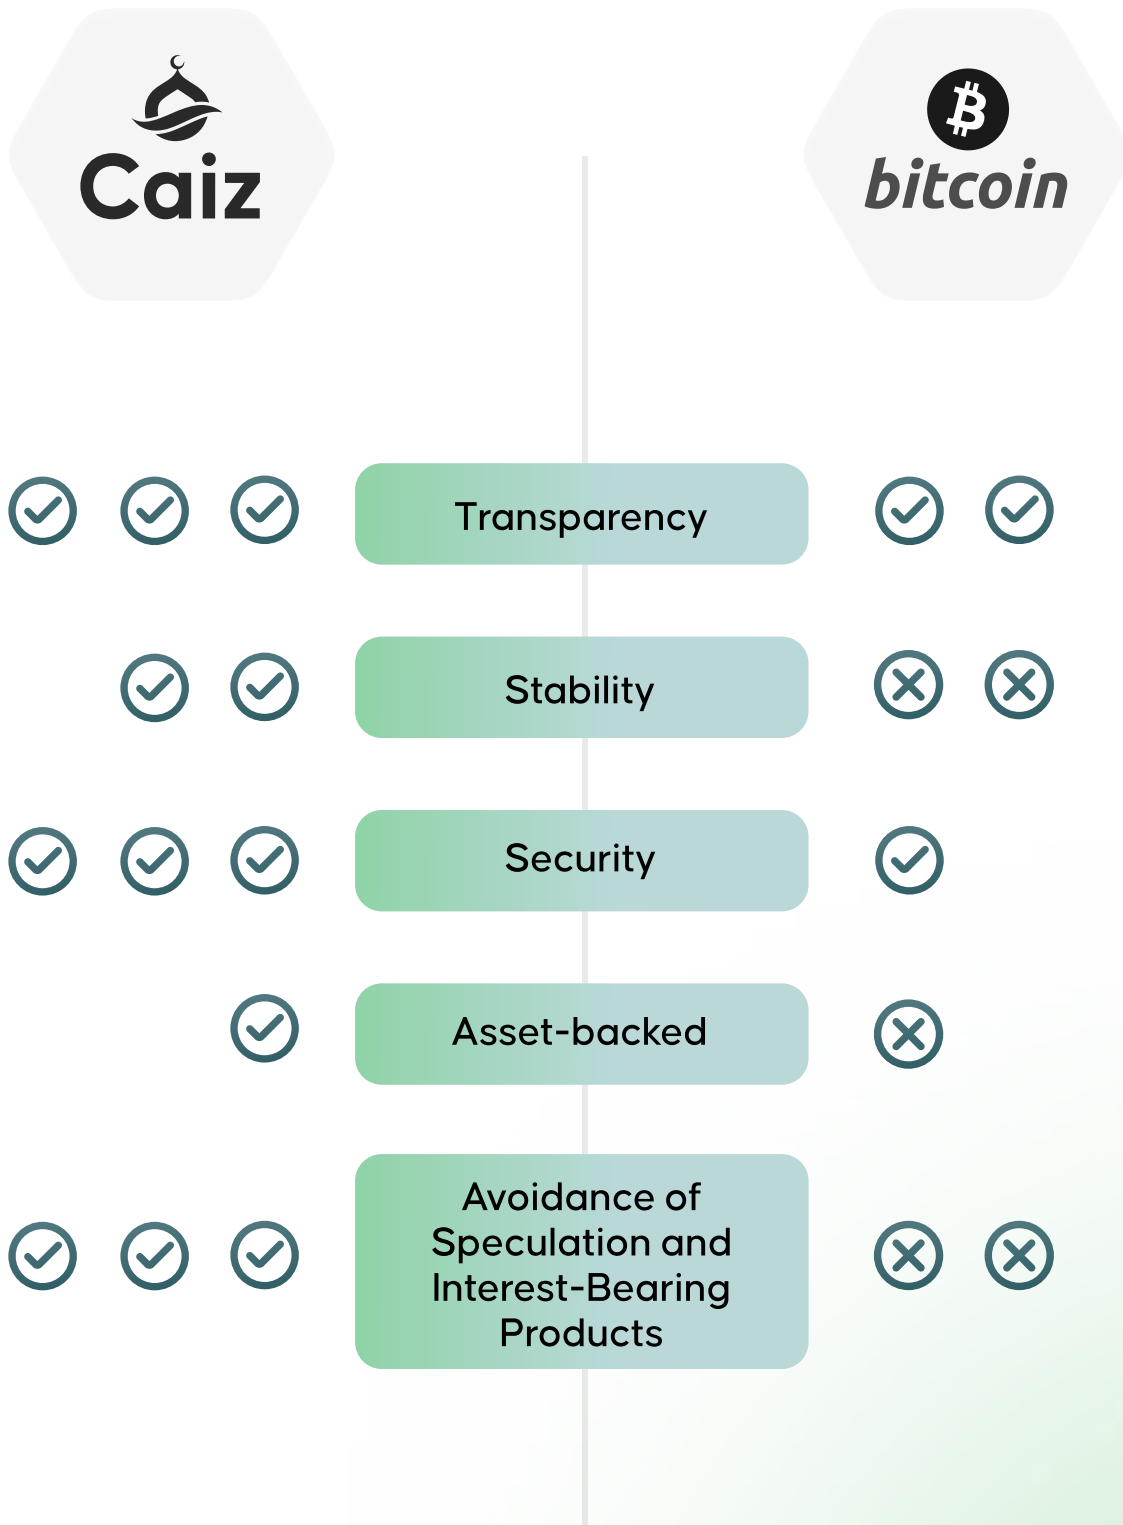 Caiz
bitcoin
Transparency
Stability
Security
Asset-backed
Avoidance of
Speculation and
Interest-Bearing
Products